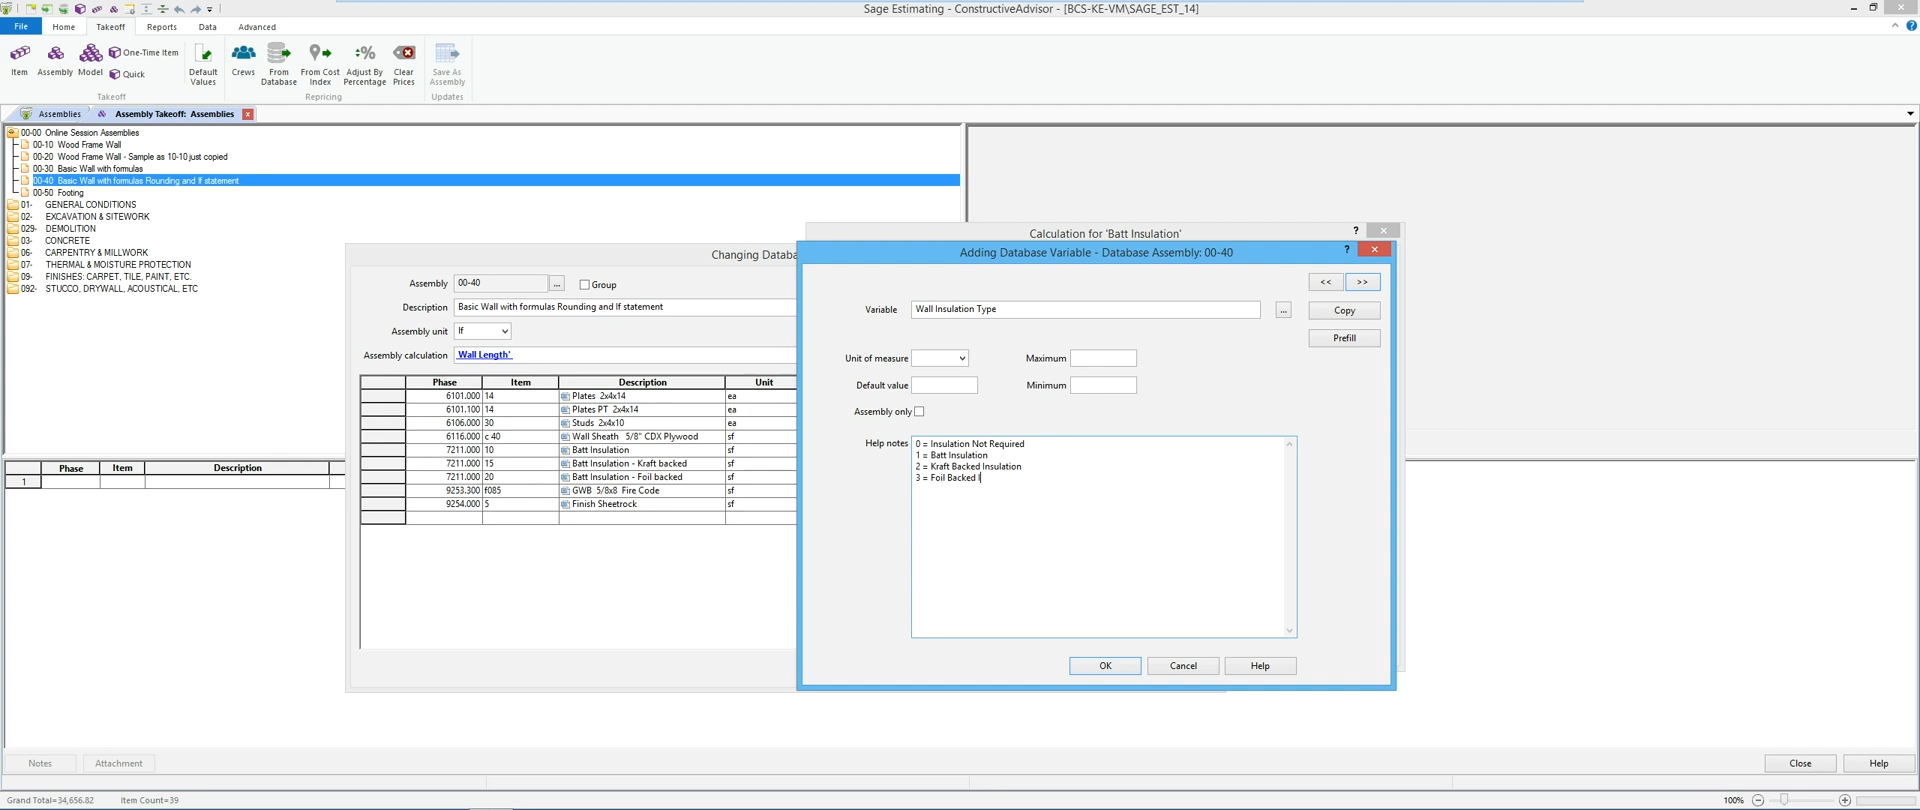 Sage Estimating - ConstructiveAdvisor - [BCS-KE-VM\SAGE_EST_14]
File Home Takeoff Reports Data Advanced
One-Time Item
Quick
Item Assembly Model Default Values Crews From Database From Cost Index Adjust By Percentage Clear Prices Save As Assembly
Takeoff Repricing Updates
Assemblies Assembly Takeoff: Assemblies
00-00 Online Session Assemblies
00-10 Wood Frame Wall
00-20 Wood Frame Wall - Sample as 10-10 just copied
00-30 Basic Wall with formulas
00-40 Basic Wall with formulas Rounding and If statement
00-50 Footing
01- GENERAL CONDITIONS
02- EXCAVATION & SITEWORK
029- DEMOLITION
03- CONCRETE
06- CARPENTRY & MILLWORK
07- THERMAL & MOISTURE PROTECTION
09- FINISHES: CARPET, TILE, PAINT, ETC.
092- STUCCO, DRYWALL, ACOUSTICAL, ETC
Phase Item Description
1
Changing Databa
Assembly 00-40 ... Group
Description Basic Wall with formulas Rounding and If statement
Assembly unit lf
Assembly calculation 'Wall Length'
Phase Item Description Unit
6101.000 14 Plates 2x4x14 ea
6101.100 14 Plates PT 2x4x14 ea
6106.000 30 Studs 2x4x10 ea
6116.000 c 40 Wall Sheath 5/8" CDX Plywood sf
7211.000 10 Batt Insulation sf
7211.000 15 Batt Insulation - Kraft backed sf
7211.000 20 Batt Insulation - Foil backed sf
9253.300 f085 GWB 5/8x8 Fire Code sf
9254.000 5 Finish Sheetrock sf
Calculation for 'Batt Insulation' ?
Adding Database Variable - Database Assembly: 00-40 ?
<< >>
Variable Wall Insulation Type ... Copy
Prefill
Unit of measure Maximum
Default value Minimum
Assembly only
Help notes 0 = Insulation Not Required
1 = Batt Insulation
2 = Kraft Backed Insulation
3 = Foil Backed I
OK Cancel Help
Notes Attachment Close Help
Grand Total=34,656.82 Item Count=39 100%